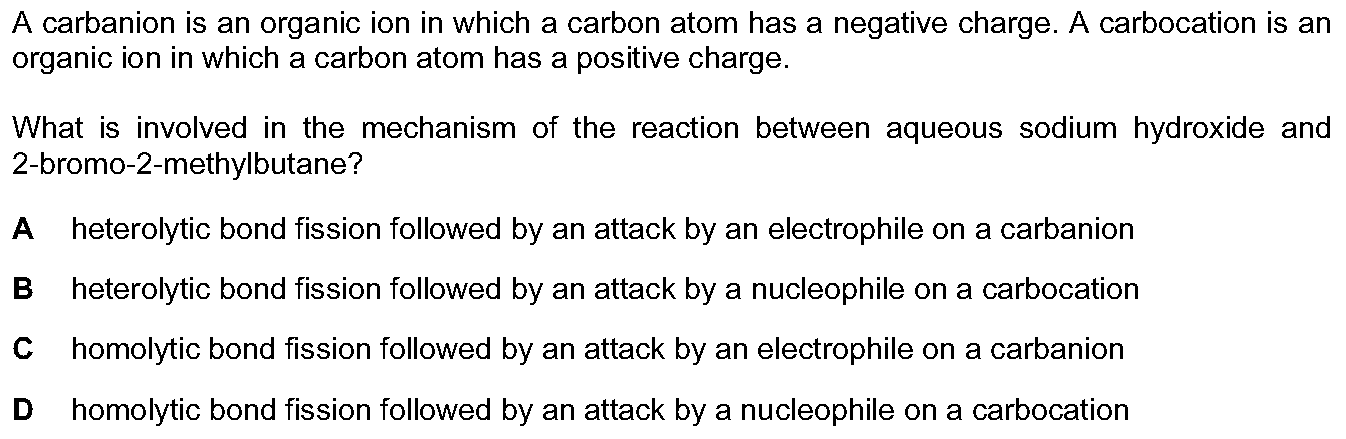 A carbanion is an organic ion in which a carbon atom has a negative charge. A carbocation is an
organic ion in which a carbon atom has a positive charge.
What is involved in the mechanism of the reaction between aqueous sodium hydroxide and
2-bromo-2-methylbutane?
A heterolytic bond fission followed by an attack by an electrophile on a carbanion
B heterolytic bond fission followed by an attack by a nucleophile on a carbocation
C homolytic bond fission followed by an attack by an electrophile on a carbanion
D homolytic bond fission followed by an attack by a nucleophile on a carbocation